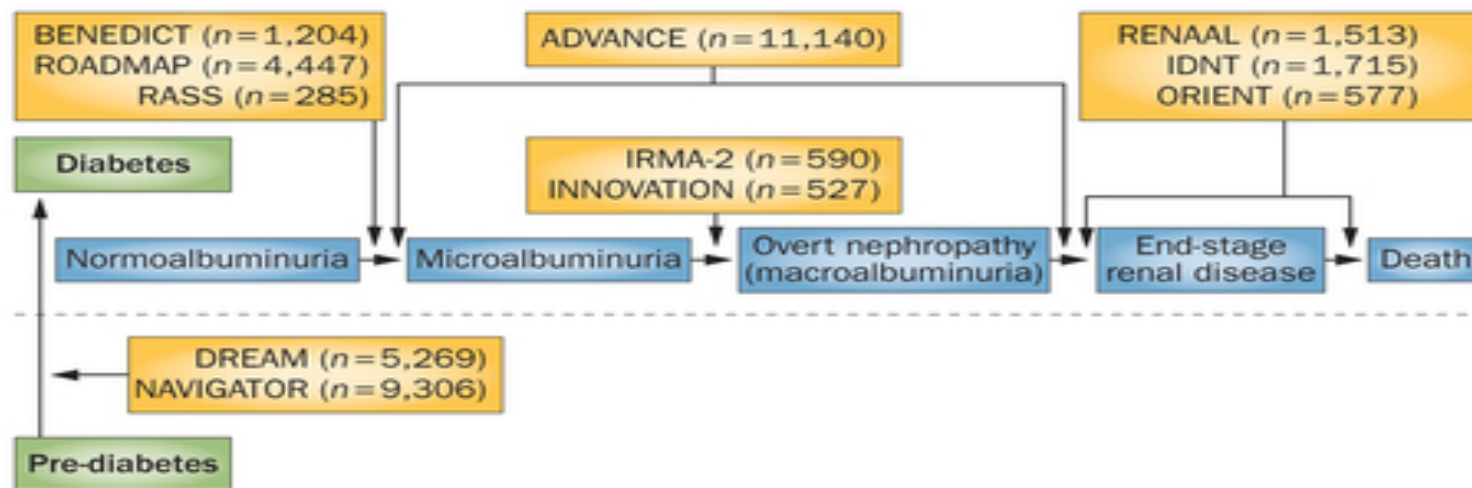 BENEDICT (n=1,204)
ROADMAP (n=4,447)
RASS (n=285)
ADVANCE (n=11,140)
RENAAL (n=1,513)
IDNT (n=1,715)
ORIENT (n=577)
Diabetes
IRMA-2 (n=590)
INNOVATION (n=527)
Normoalbuminuria
Microalbuminuria
Overt nephropathy
(macroalbuminuria)
End-stage
renal disease
Death
DREAM (n=5,269)
NAVIGATOR (n=9,306)
Pre-diabetes